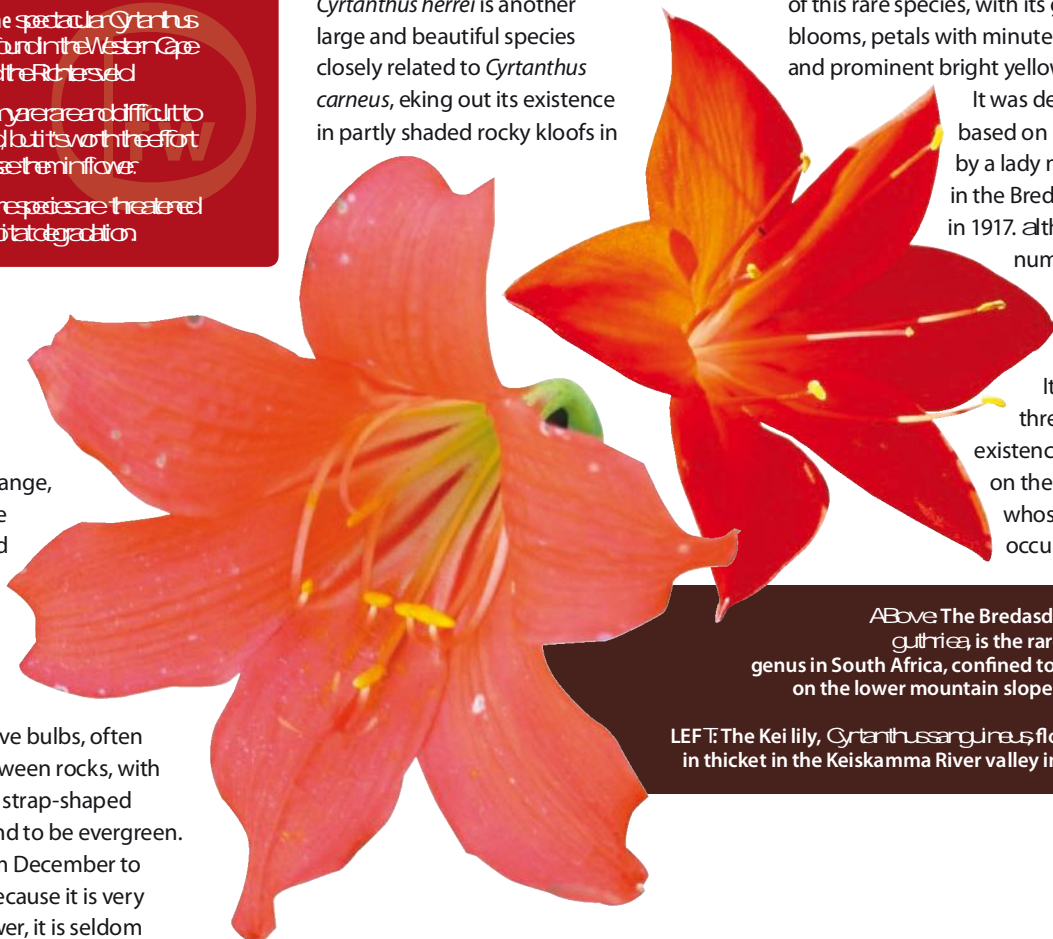 e spectacular Cyrtanthus
ound in the Western Cape
d the Richtersveld.
ny are rare and difficult to
, but it's worth the effort
see them in flower.
ne species are threatened
bitat degradation.
fw
Cyrtanthus herrei is another
large and beautiful species
closely related to Cyrtanthus
carneus, eking out its existence
in partly shaded rocky kloofs in
of this rare species, with its g
blooms, petals with minute
and prominent bright yellow
It was de
based on
by a lady r
in the Bred
in 1917. alth
num
It
thre
existenc
on the
whos
occu
ange,
e
d
ve bulbs, often
ween rocks, with
strap-shaped
nd to be evergreen.
m December to
ecause it is very
wer, it is seldom
ABove: The Bredasd
guthriea, is the rar
genus in South Africa, confined to
on the lower mountain slope
LEFT: The Kei lily, Cyrtanthus sanguineus, flo
in thicket in the Keiskamma River valley in